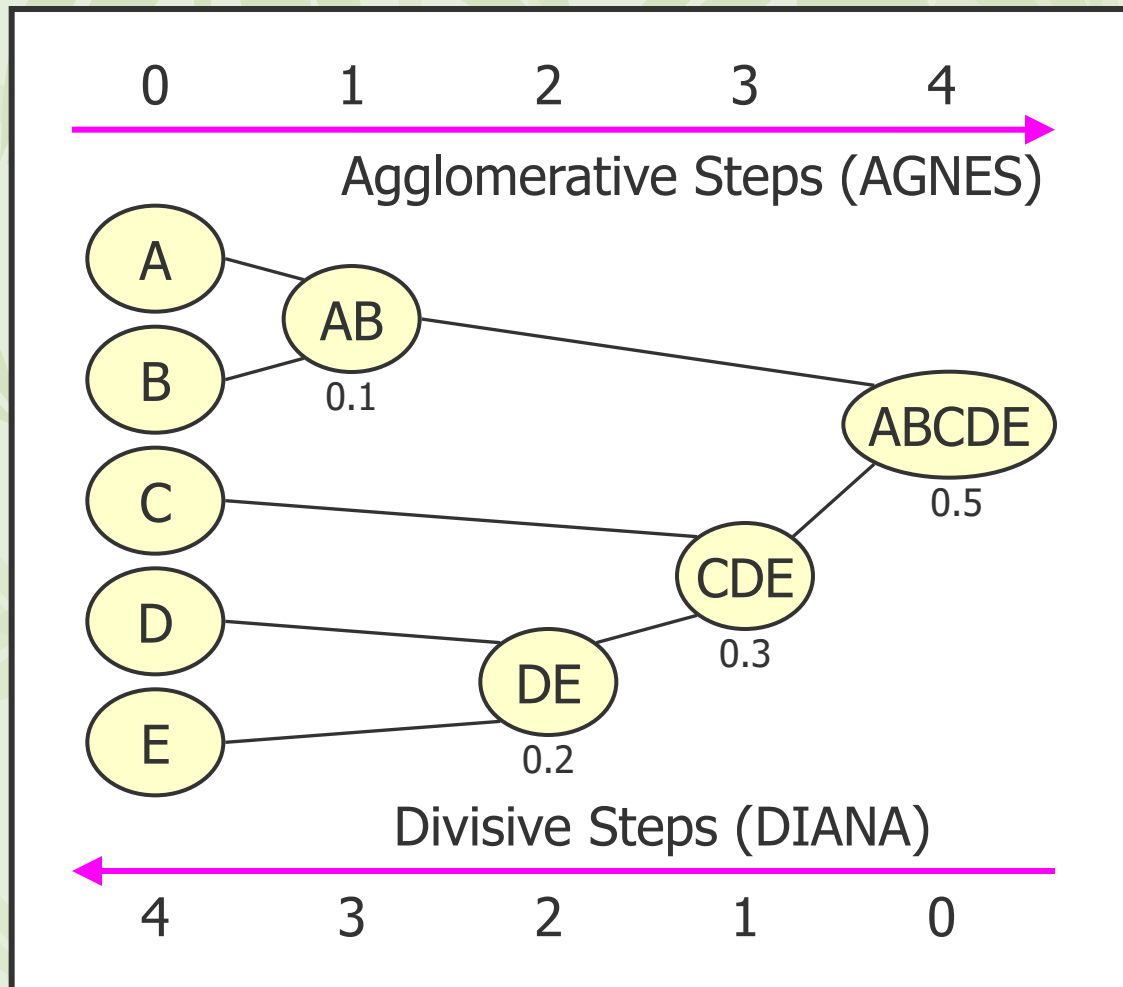 0 1 2 3 4
Agglomerative Steps (AGNES)
A
AB
B
0.1
ABCDE
C
0.5
CDE
D
0.3
DE
E
0.2
Divisive Steps (DIANA)
4 3 2 1 0